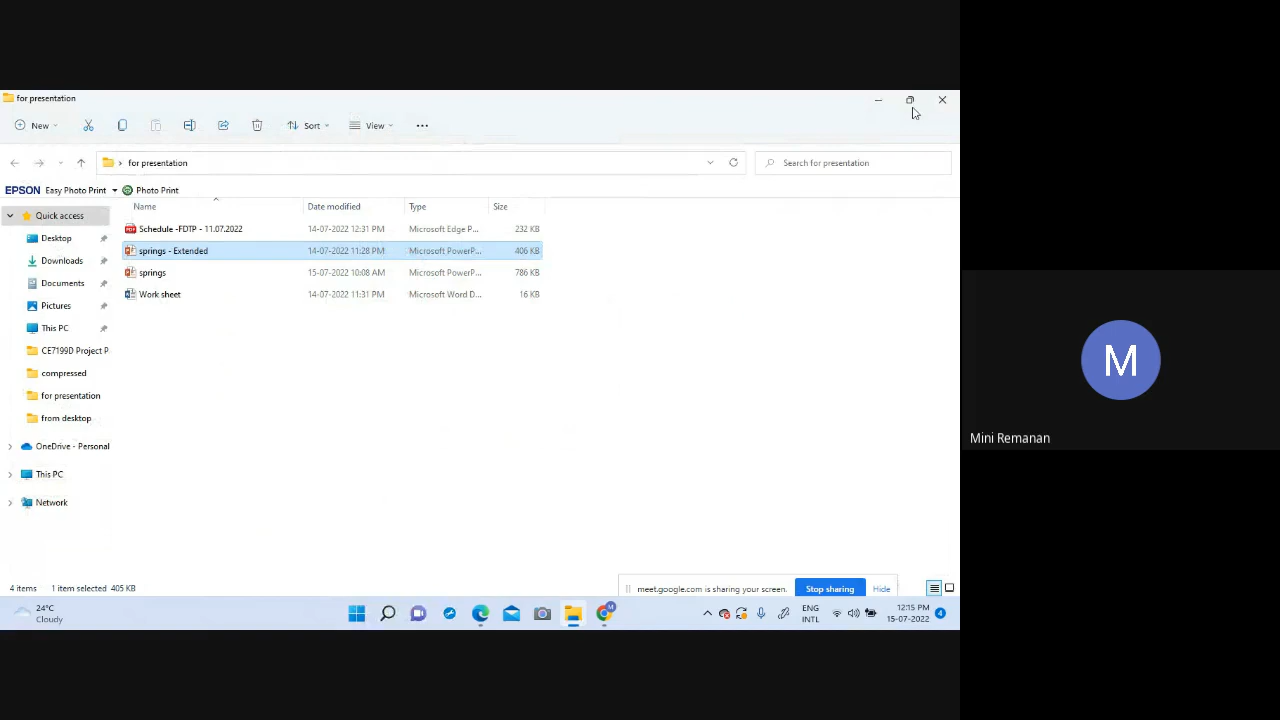 for presentation
New
Sort
View
for presentation
Search for presentation
EPSON Easy Photo Print Photo Print
Name Date modified Type Size
Schedule -FDTP - 11.07.2022 14-07-2022 12:31 PM Microsoft Edge P... 232 KB
springs - Extended 14-07-2022 11:28 PM Microsoft PowerP... 406 KB
springs 15-07-2022 10:08 AM Microsoft PowerP... 786 KB
Work sheet 14-07-2022 11:31 PM Microsoft Word D... 16 KB
Quick access
Desktop
Downloads
Documents
Pictures
This PC
CE7199D Project P
compressed
for presentation
from desktop
OneDrive - Personal
This PC
Network
M
Mini Remanan
4 items 1 item selected 405 KB
meet.google.com is sharing your screen. Stop sharing Hide
24°C
Cloudy
ENG
INTL
12:15 PM
15-07-2022
4